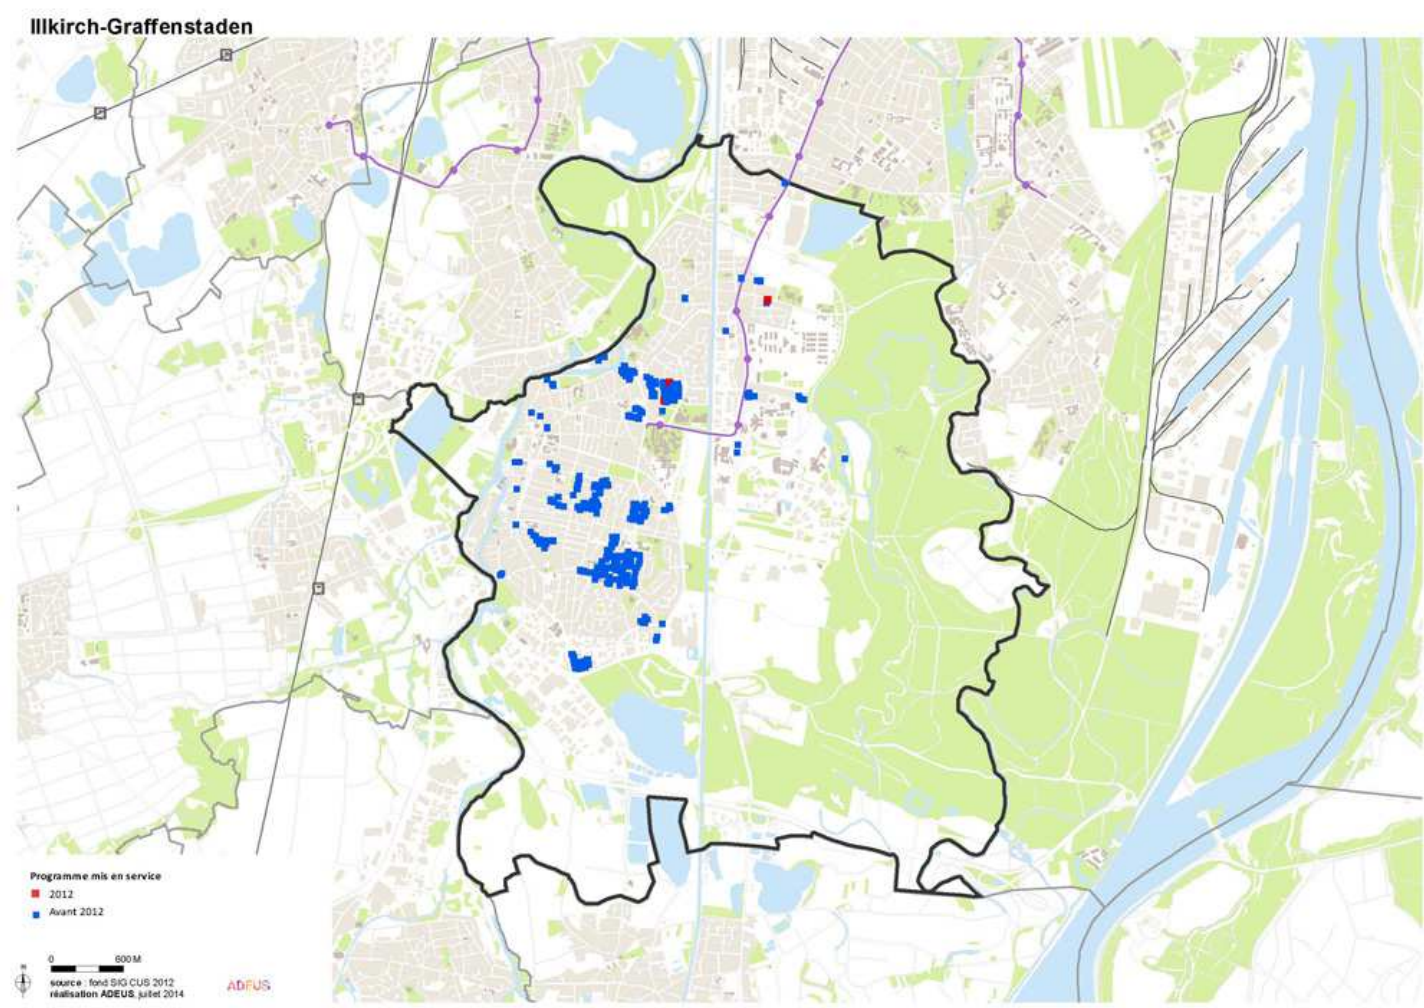 Illkirch-Graffenstaden
Programme mis en service
2012
Avant 2012
0 600 M
N
source : fond SIG CUS 2012
réalisation ADEUS, juillet 2014
ADEUS